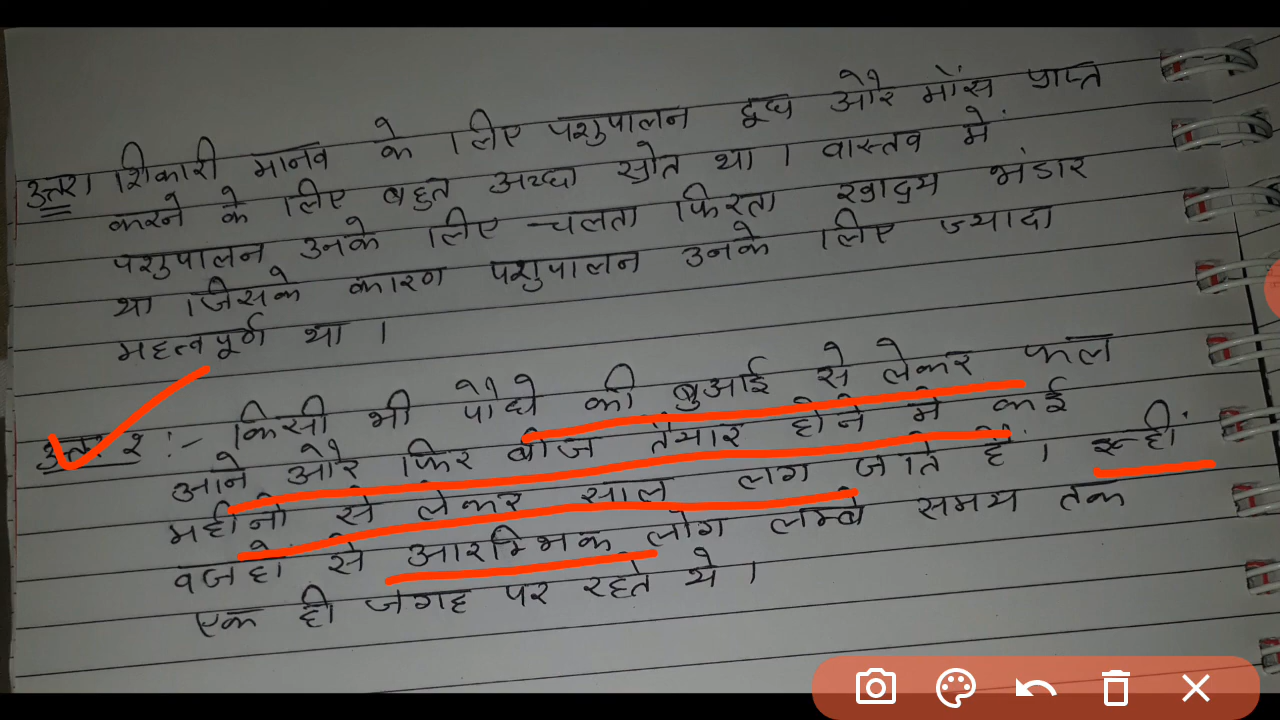 उत्तर। शिकारी मानव के लिए पशुपालन दूध और माँस प्राप्त
करने के लिए बहुत अच्छा स्रोत था। वास्तव में
पशुपालन उनके लिए चलता फिरता खाद्य भंडार
था। जिसके कारण पशुपालन उनके लिए ज्यादा
महत्वपूर्ण था।
उत्तर २:- किसी भी पौधे की बुआई से लेकर फल
आने और फिर बीज तैयार होने में कई
महीनों से लेकर साल लग जाते हैं। इन्हीं
वजहों से आरम्भिक लोग लम्बे समय तक
एक ही जगह पर रहते थे।